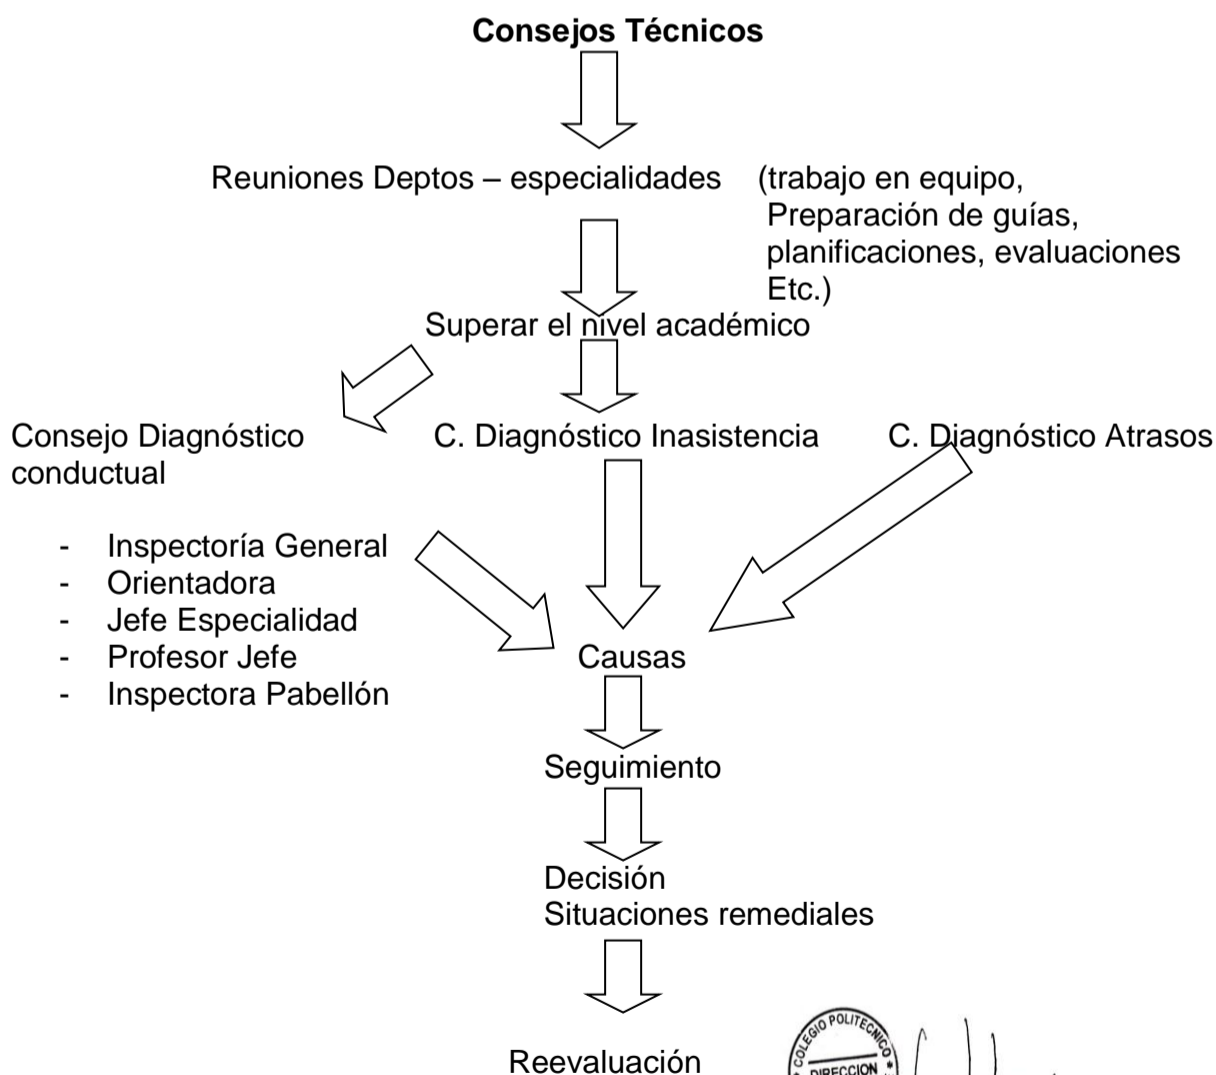 Consejos Técnicos
Reuniones Deptos – especialidades (trabajo en equipo,
Preparación de guías,
planificaciones, evaluaciones
Etc.)
Superar el nivel académico
Consejo Diagnóstico
conductual
C. Diagnóstico Inasistencia
C. Diagnóstico Atrasos
- Inspectoría General
- Orientadora
- Jefe Especialidad
- Profesor Jefe
- Inspectora Pabellón
Causas
Seguimiento
Decisión
Situaciones remediales
Reevaluación
COLEGIO POLITECNICO
DIRECCION